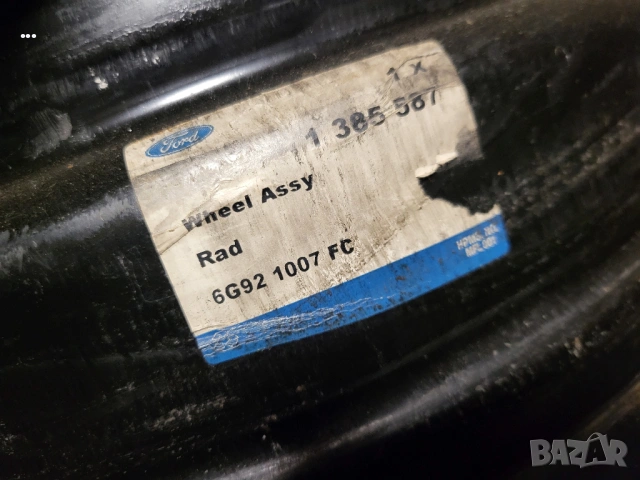 1 X
Ford
1 385 567
Wheel Assy
Rad
6G92 1007 FC
BAZAR